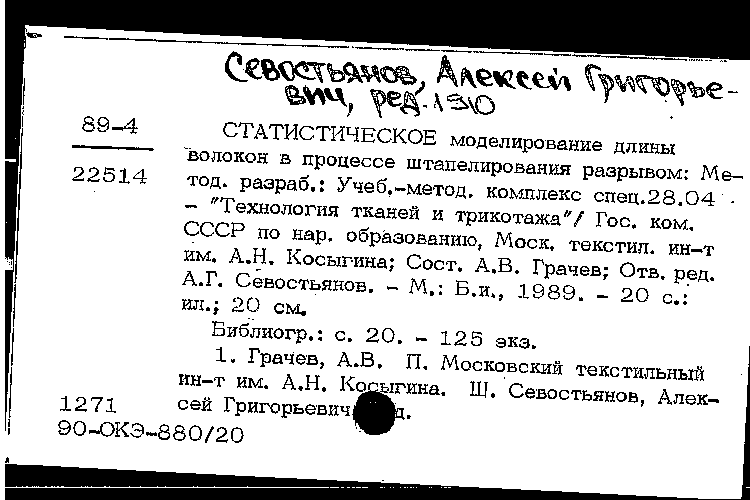 Севостьянов, Алексей Григорье-
вич, ред. 1910
89-4
22514
СТАТИСТИЧЕСКОЕ моделирование длины
волокон в процессе штапелирования разрывом: Ме-
тод. разраб.: Учеб.-метод. комплекс спец.28.04
- "Технология тканей и трикотажа"/ Гос. ком.
СССР по нар. образованию, Моск. текстил. ин-т
им. А.Н. Косыгина; Сост. А.В. Грачев; Отв. ред.
А.Г. Севостьянов. - М.: Б.и., 1989. - 20 с.:
ил.; 20 см.
Библиогр.: с. 20. - 125 экз.
1. Грачев, А.В. П. Московский текстильный
ин-т им. А.Н. Косыгина. Ш. Севостьянов, Алек-
сей Григорьевич
1271
90-ОКЭ-880/20